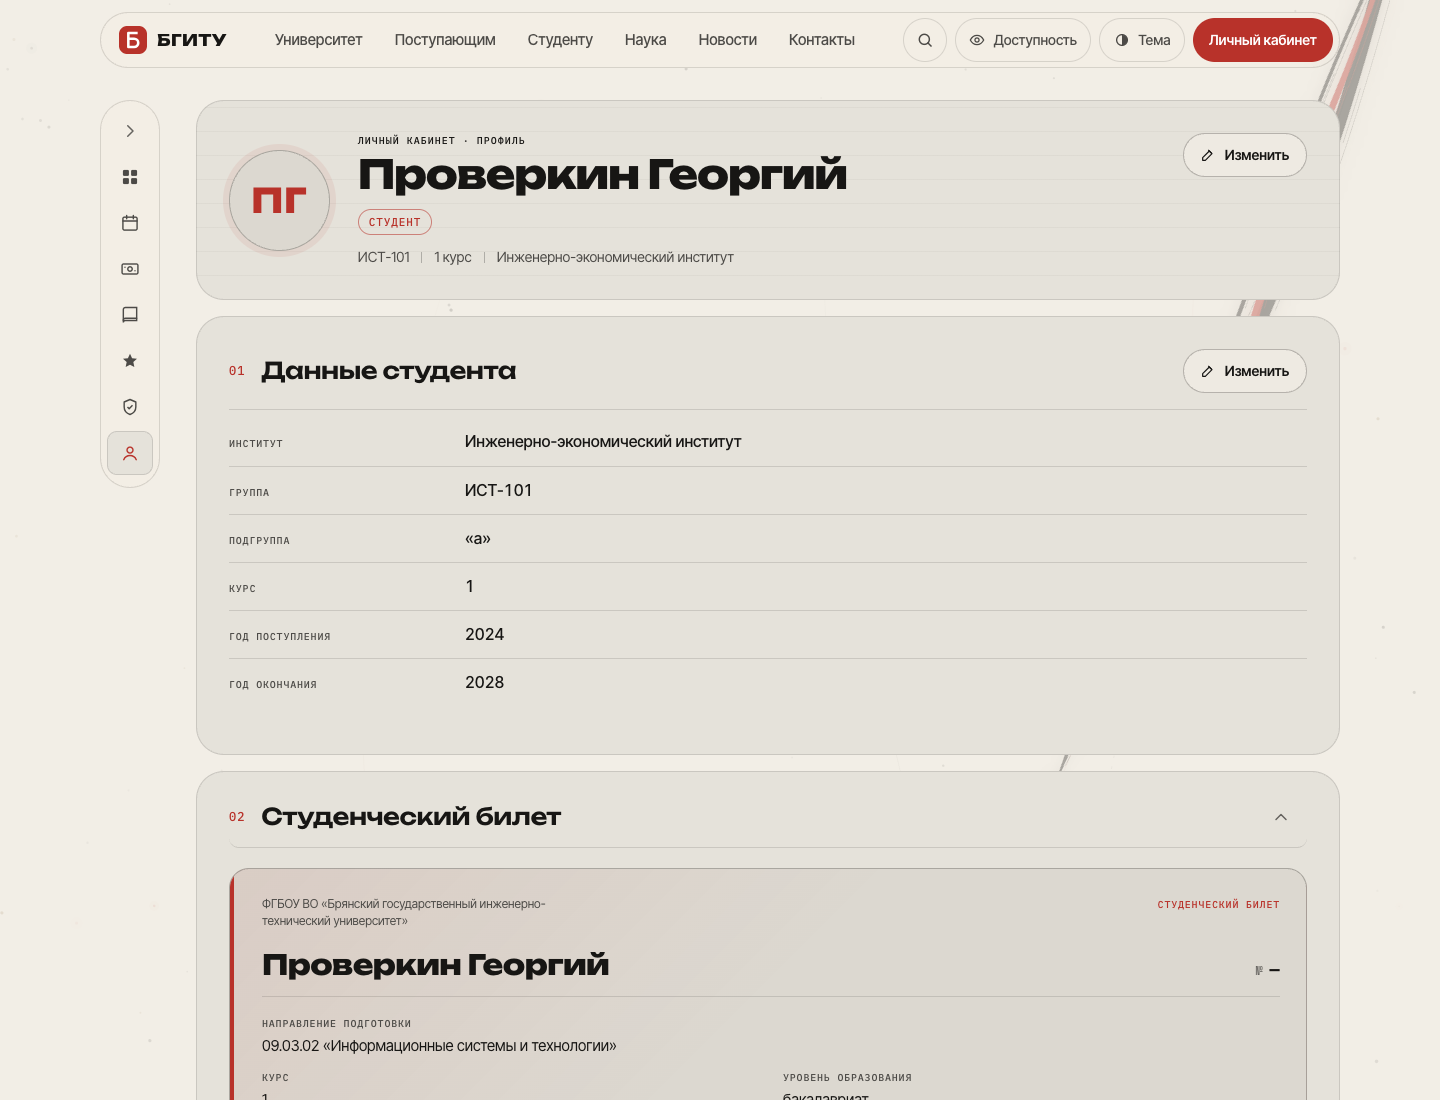 Б БГИТУ Университет Поступающим Студенту Наука Новости Контакты Доступность Тема Личный кабинет
ЛИЧНЫЙ КАБИНЕТ · ПРОФИЛЬ
ПГ
Проверкин Георгий
Изменить
СТУДЕНТ
ИСТ-101 | 1 курс | Инженерно-экономический институт
01 Данные студента Изменить
ИНСТИТУТ Инженерно-экономический институт
ГРУППА ИСТ-101
ПОДГРУППА «а»
КУРС 1
ГОД ПОСТУПЛЕНИЯ 2024
ГОД ОКОНЧАНИЯ 2028
02 Студенческий билет
ФГБОУ ВО «Брянский государственный инженерно-
технический университет»
СТУДЕНЧЕСКИЙ БИЛЕТ
Проверкин Георгий
№ —
НАПРАВЛЕНИЕ ПОДГОТОВКИ
09.03.02 «Информационные системы и технологии»
КУРС УРОВЕНЬ ОБРАЗОВАНИЯ
1 бакалавриат